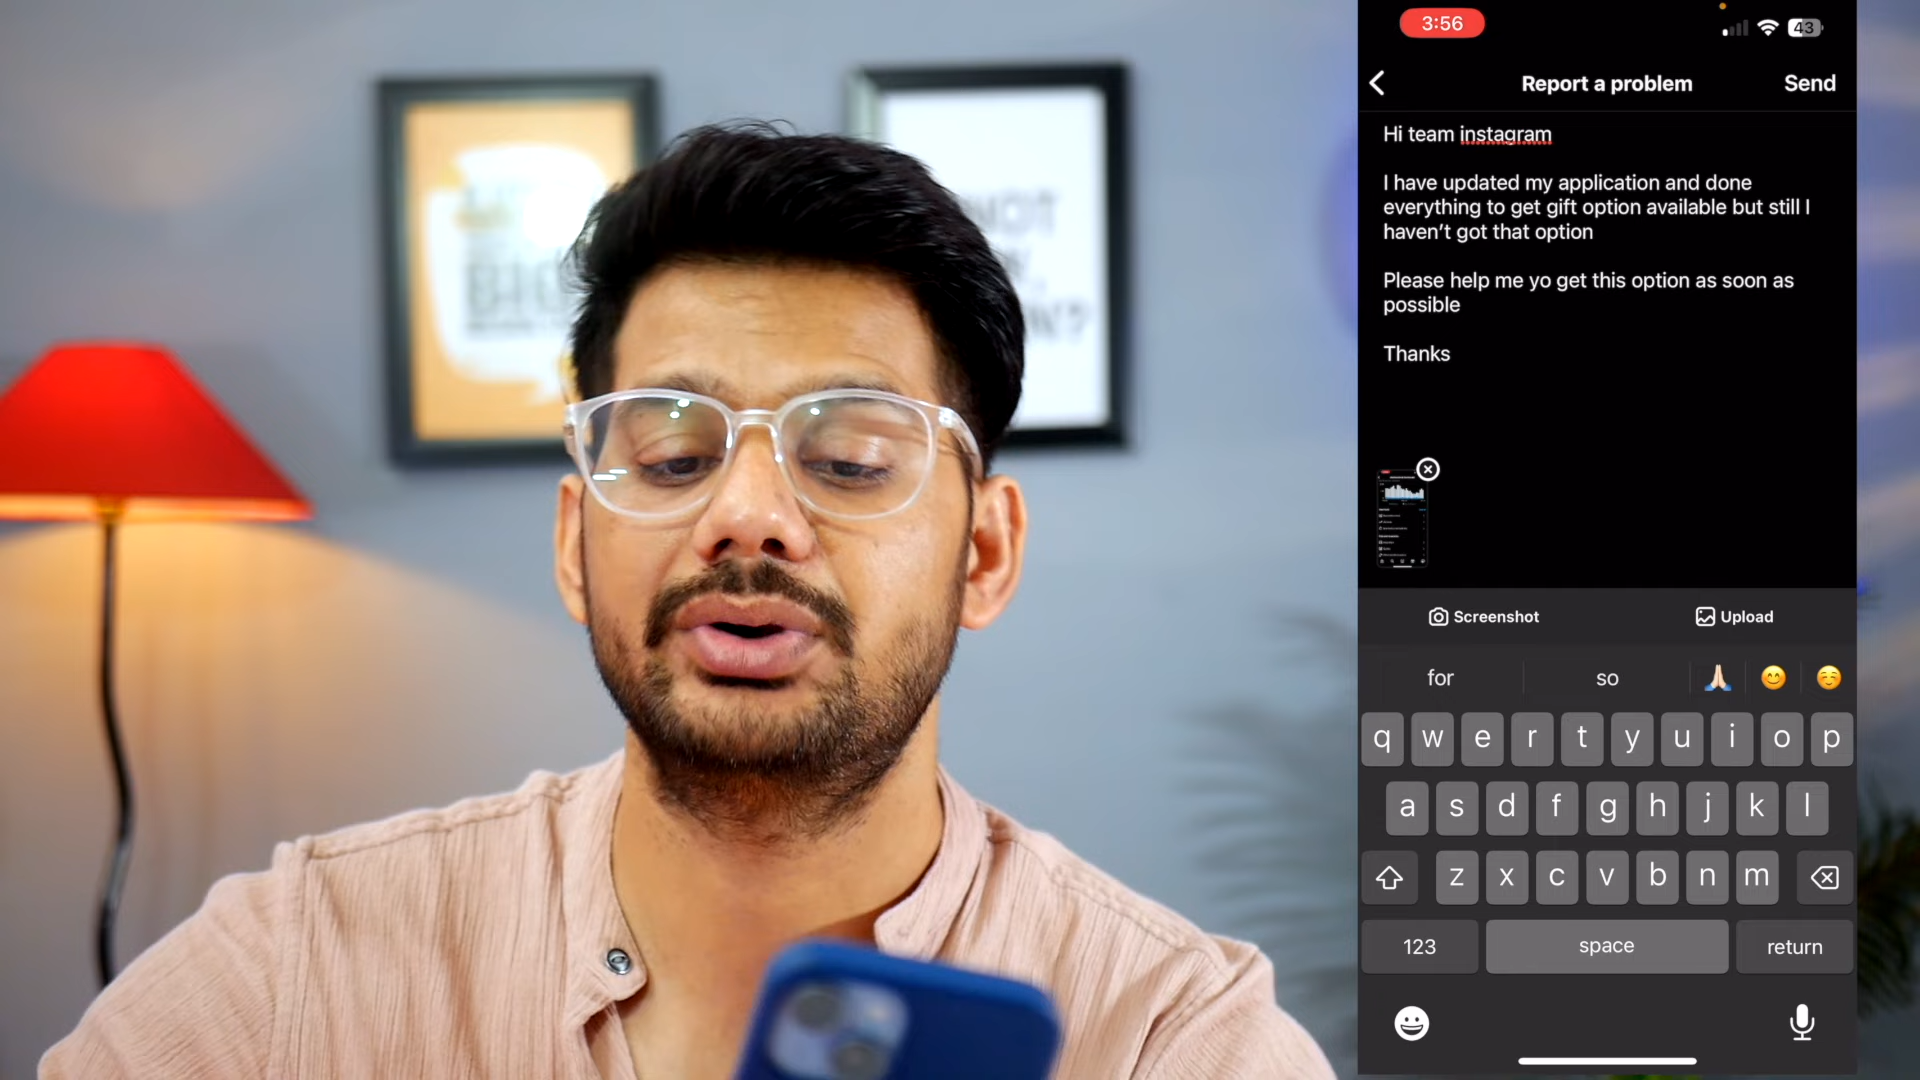 BIG
NOT
3:56
43
Report a problem
Send
Hi team instagram
I have updated my application and done
everything to get gift option available but still I
haven't got that option
Please help me yo get this option as soon as
possible
Thanks
Screenshot
Upload
for
so
q w e r t y u i o p
a s d f g h j k l
z x c v b n m
123
space
return